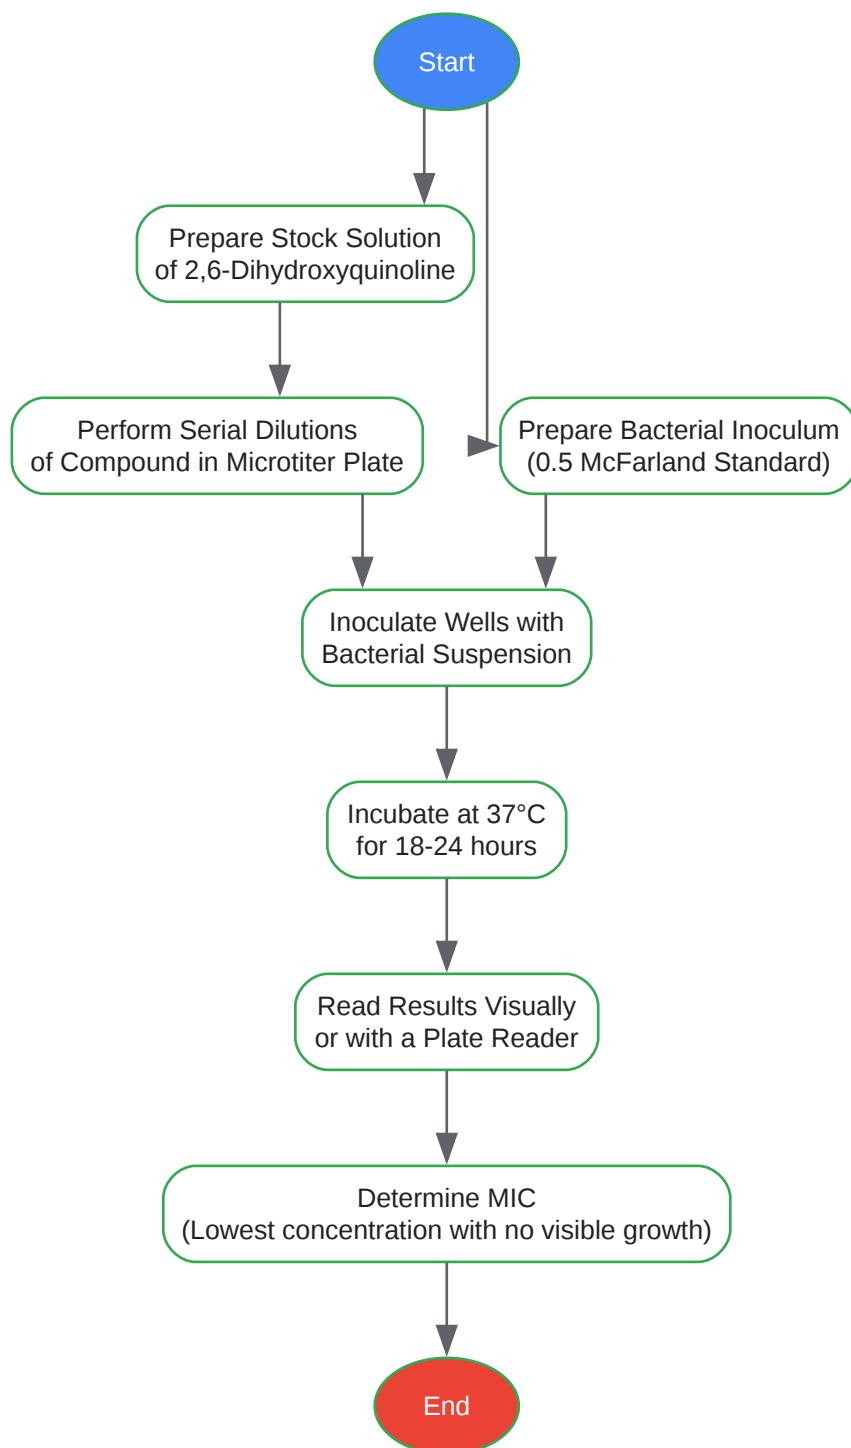 Start
Prepare Stock Solution
of 2,6-Dihydroxyquinoline
Perform Serial Dilutions
of Compound in Microtiter Plate
Prepare Bacterial Inoculum
(0.5 McFarland Standard)
Inoculate Wells with
Bacterial Suspension
Incubate at 37°C
for 18-24 hours
Read Results Visually
or with a Plate Reader
Determine MIC
(Lowest concentration with no visible growth)
End